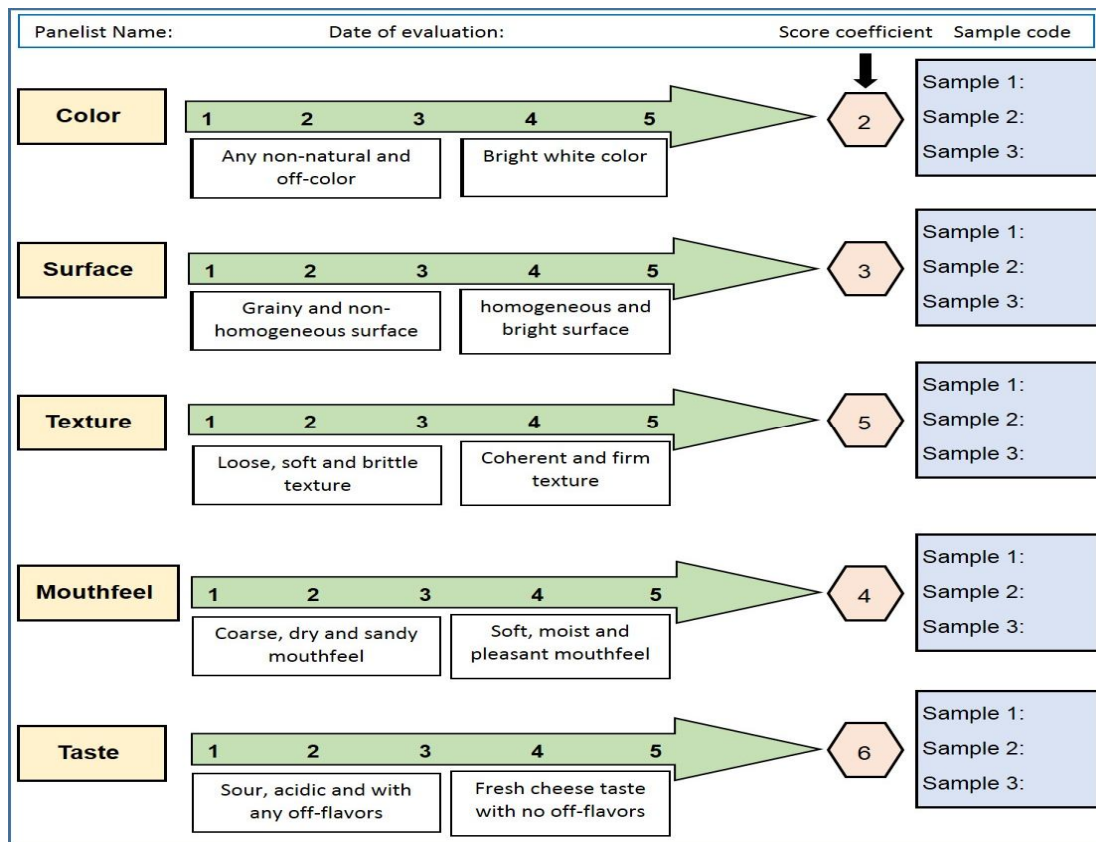 Panelist Name: Date of evaluation: Score coefficient Sample code
Color
1 2 3 4 5
Any non-natural and
off-color
Bright white color
2
Sample 1:
Sample 2:
Sample 3:
Surface
1 2 3 4 5
Grainy and non-
homogeneous surface
homogeneous and
bright surface
3
Sample 1:
Sample 2:
Sample 3:
Texture
1 2 3 4 5
Loose, soft and brittle
texture
Coherent and firm
texture
5
Sample 1:
Sample 2:
Sample 3:
Mouthfeel
1 2 3 4 5
Coarse, dry and sandy
mouthfeel
Soft, moist and
pleasant mouthfeel
4
Sample 1:
Sample 2:
Sample 3:
Taste
1 2 3 4 5
Sour, acidic and with
any off-flavors
Fresh cheese taste
with no off-flavors
6
Sample 1:
Sample 2:
Sample 3: